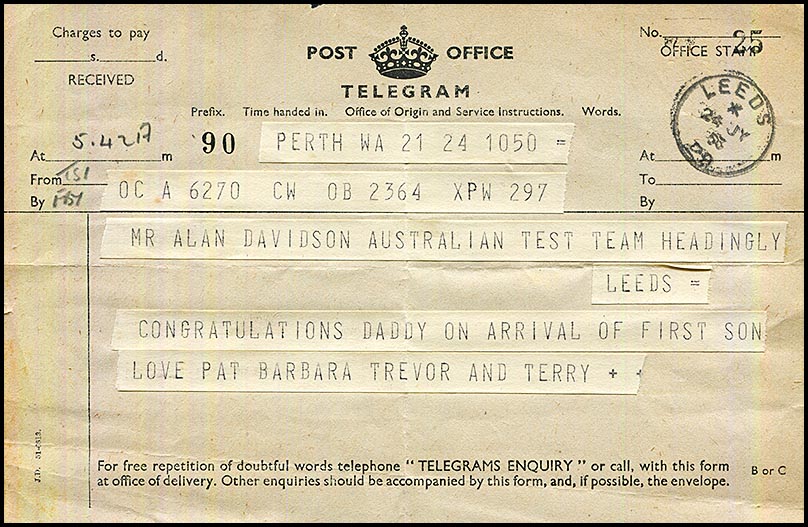 Charges to pay
s. d.
RECEIVED
POST OFFICE
TELEGRAM
No. 25
OFFICE STAMP
LEEDS
24 JY
53
Prefix. Time handed in. Office of Origin and Service Instructions. Words.
5.42
At m
90
PERTH WA 21 24 1050 =
At m
From 151
To
By
OC A 6270 CW OB 2364 XPW 297
By
MR ALAN DAVIDSON AUSTRALIAN TEST TEAM HEADINGLY
LEEDS =
CONGRATULATIONS DADDY ON ARRIVAL OF FIRST SON
LOVE PAT BARBARA TREVOR AND TERRY + +
For free repetition of doubtful words telephone "TELEGRAMS ENQUIRY" or call, with this form
at office of delivery. Other enquiries should be accompanied by this form, and, if possible, the envelope.
B or C